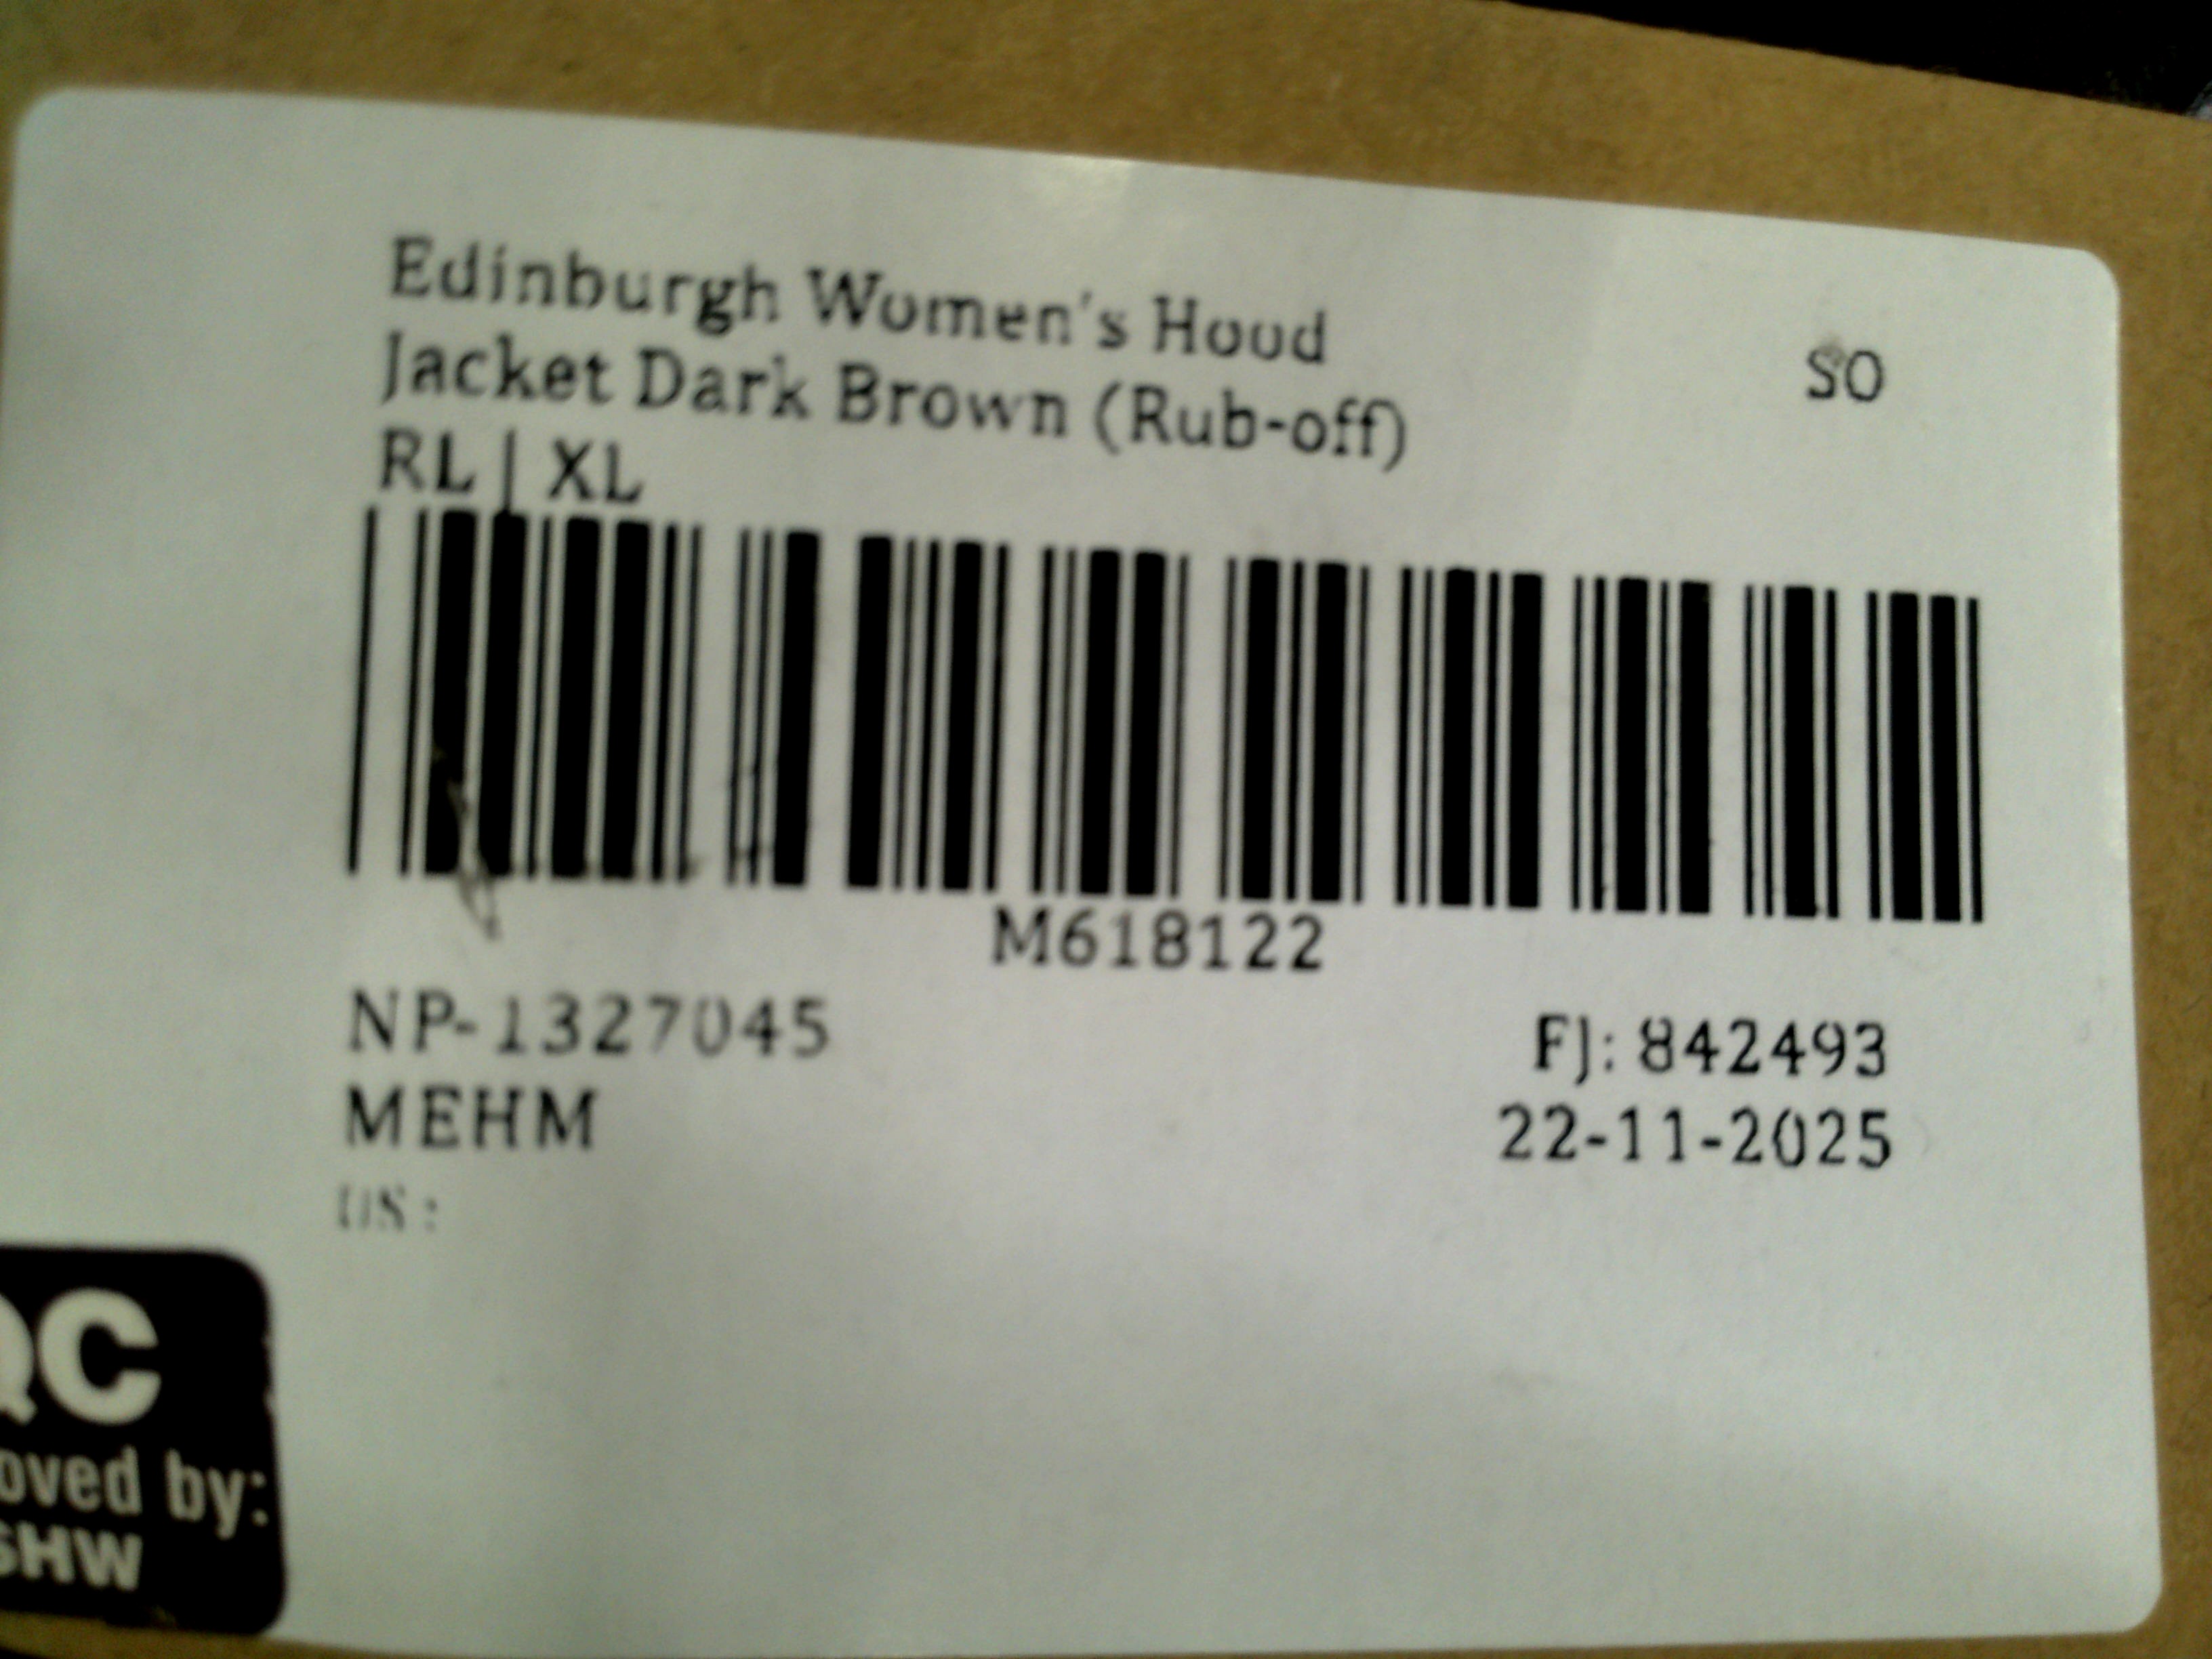 Edinburgh Women's Hood
Jacket Dark Brown (Rub-off)
RL | XL
SO
M618122
NP-1327045
MEHM
FJ: 842493
22-11-2025
US :
QC
oved by:
SHW